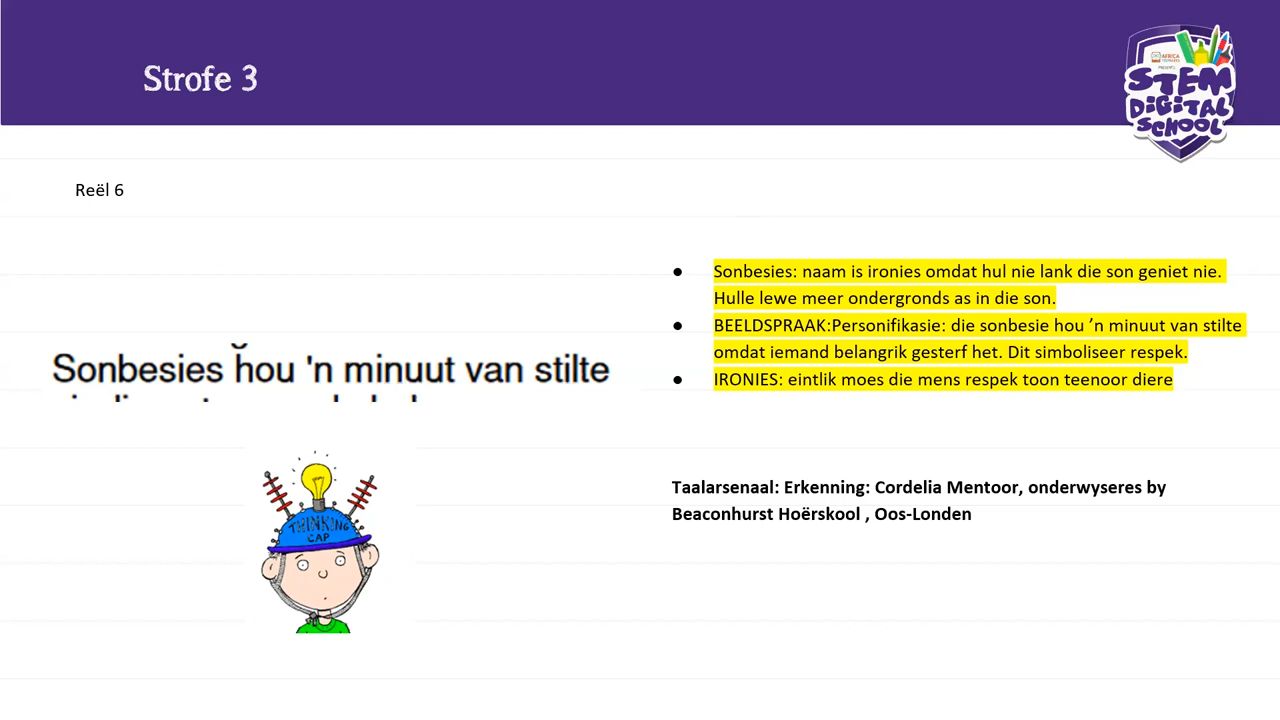 Strofe 3
AFRICA
STEM
DIGITAL
SCHOOL
Reël 6
Sonbesies hou 'n minuut van stilte
● Sonbesies: naam is ironies omdat hul nie lank die son geniet nie.
Hulle lewe meer ondergronds as in die son.
● BEELDSPRAAK:Personifikasie: die sonbesie hou ’n minuut van stilte
omdat iemand belangrik gesterf het. Dit simboliseer respek.
● IRONIES: eintlik moes die mens respek toon teenoor diere
THINKING
CAP
Taalarsenaal: Erkenning: Cordelia Mentoor, onderwyseres by
Beaconhurst Hoërskool , Oos-Londen